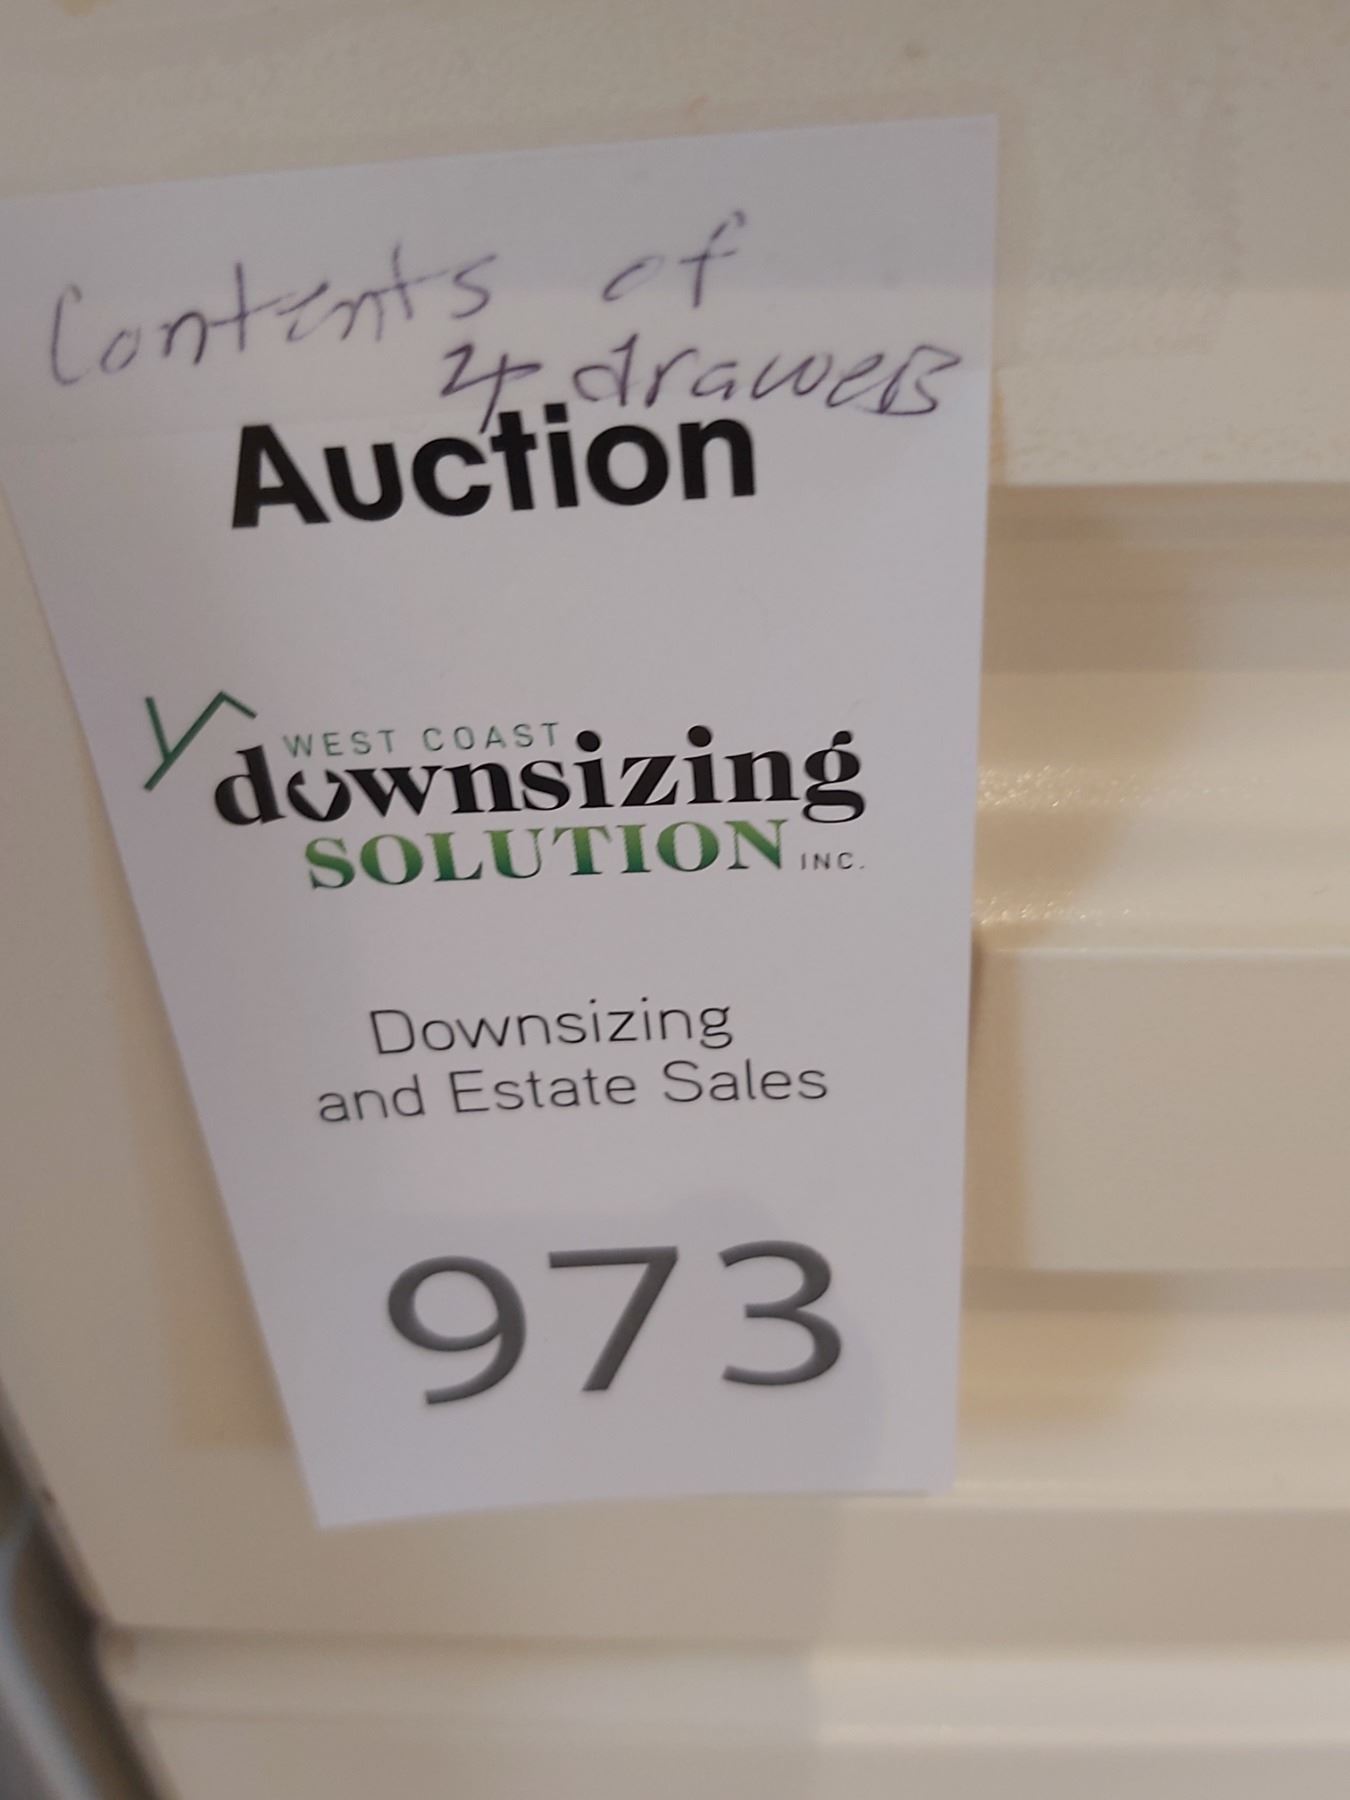 Contents of
4 drawers
Auction
WEST COAST
downsizing
SOLUTION INC.
Downsizing
and Estate Sales
973